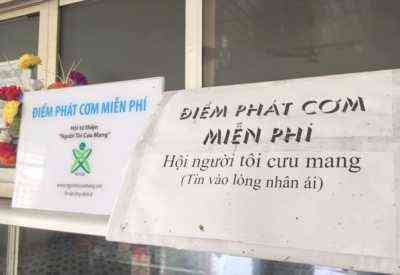 ĐIỂM PHÁT CƠM MIỄN PHÍ
Hội từ thiện
"Người Tôi Cưu Mang"
ĐIỂM PHÁT CƠM
MIỄN PHÍ
Hội người tôi cưu mang
(Tin vào lòng nhân ái)